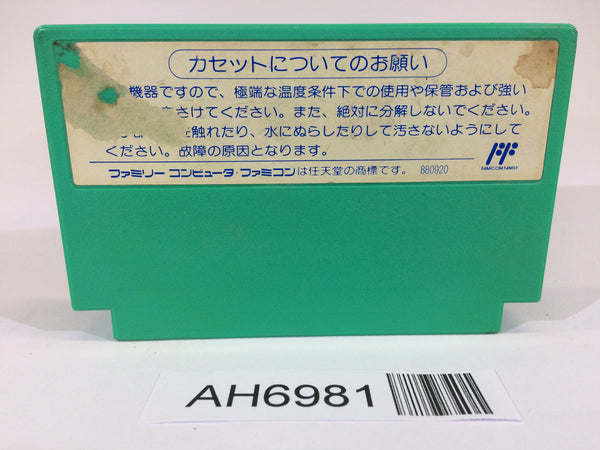 カセットについてのお願い
機器ですので、極端な温度条件下での使用や保管および強い
さけてください。また、絶対に分解しないでください。
を触れたり、水にぬらしたりして汚さないようにして
ください。故障の原因となります。
ファミリー コンピュータ・ファミコンは任天堂の商標です。 880920
FAMICOM FAMILY
AH6981